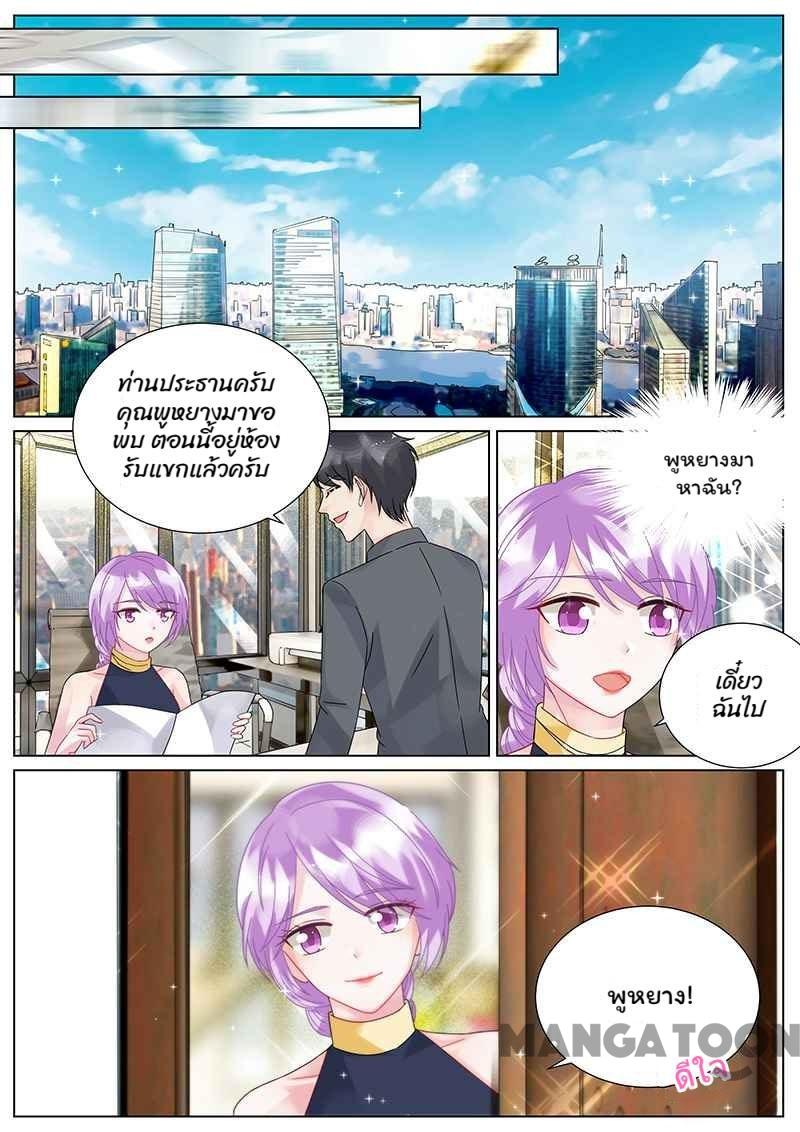 ท่านประธานครับ
คุณพูหยางมาขอ
พบ ตอนนี้อยู่ห้อง
รับแขกแล้วครับ
พูหยางมา
หาฉัน?
เดี๋ยว
ฉันไป
พูหยาง!
MANGATOON
ดีใจ